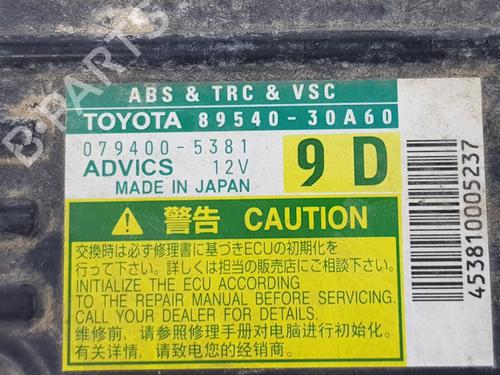 B PARTS
ABS & TRC & VSC
TOYOTA 89540-30A60
079400-5381
ADVICS 12V
MADE IN JAPAN
9 D
警告 CAUTION
交換時は必ず修理書に基づきECUの初期化を
行って下さい。詳しくは担当の販売店にご相談下さい。
INITIALIZE THE ECU ACCORDING
TO THE REPAIR MANUAL BEFORE SERVICING.
CALL YOUR DEALER FOR DETAILS.
维修前，请参照修理手册对电脑进行初始化。
有关详情，请致电您的经销商。
453810005237